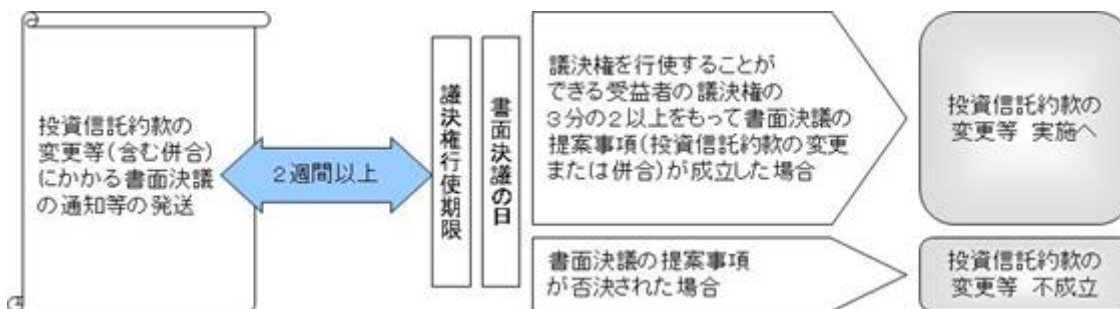 投資信託約款の
変更等(含む併合)
にかかる書面決議
の通知等の発送
2週間以上
議決権行使期限
書面決議の日
議決権を行使することが
できる受益者の議決権の
3分の2以上をもって書面決議の
提案事項(投資信託約款の変更
または併合)が成立した場合
投資信託約款の
変更等 実施へ
書面決議の提案事項
が否決された場合
投資信託約款の
変更等 不成立